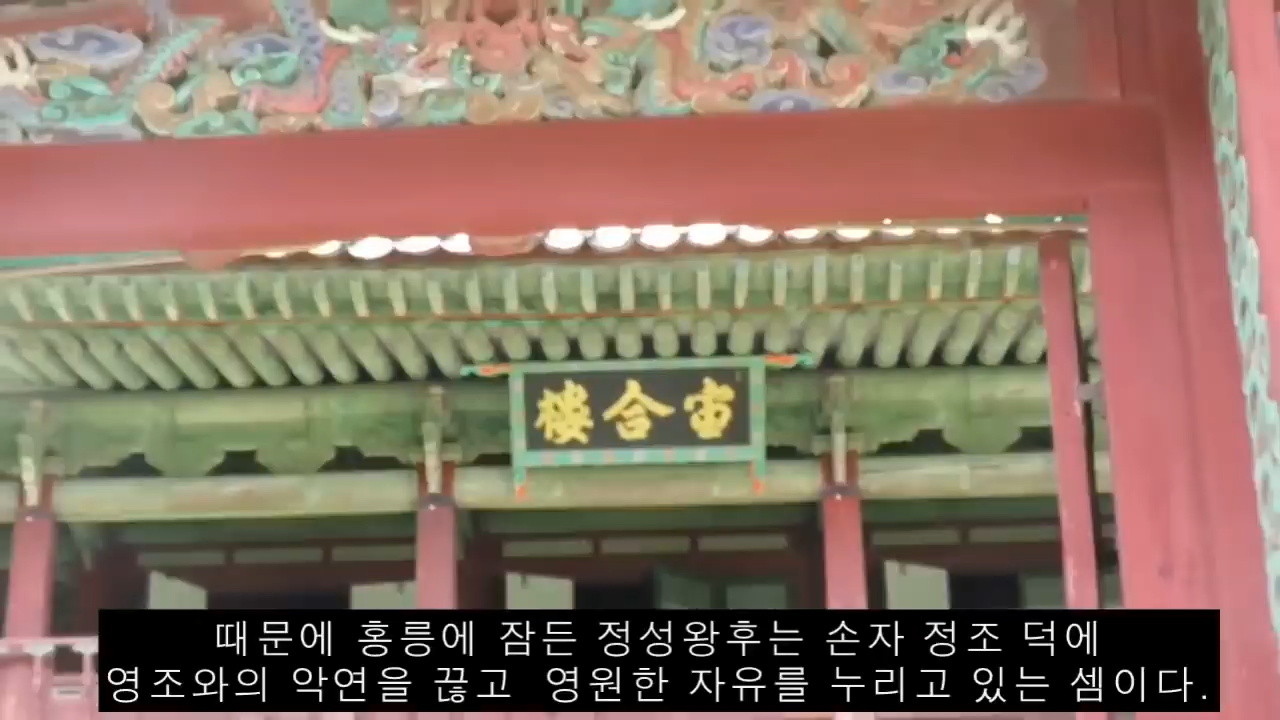 樓合宙
때문에 홍릉에 잠든 정성왕후는 손자 정조 덕에
영조와의 악연을 끊고 영원한 자유를 누리고 있는 셈이다.